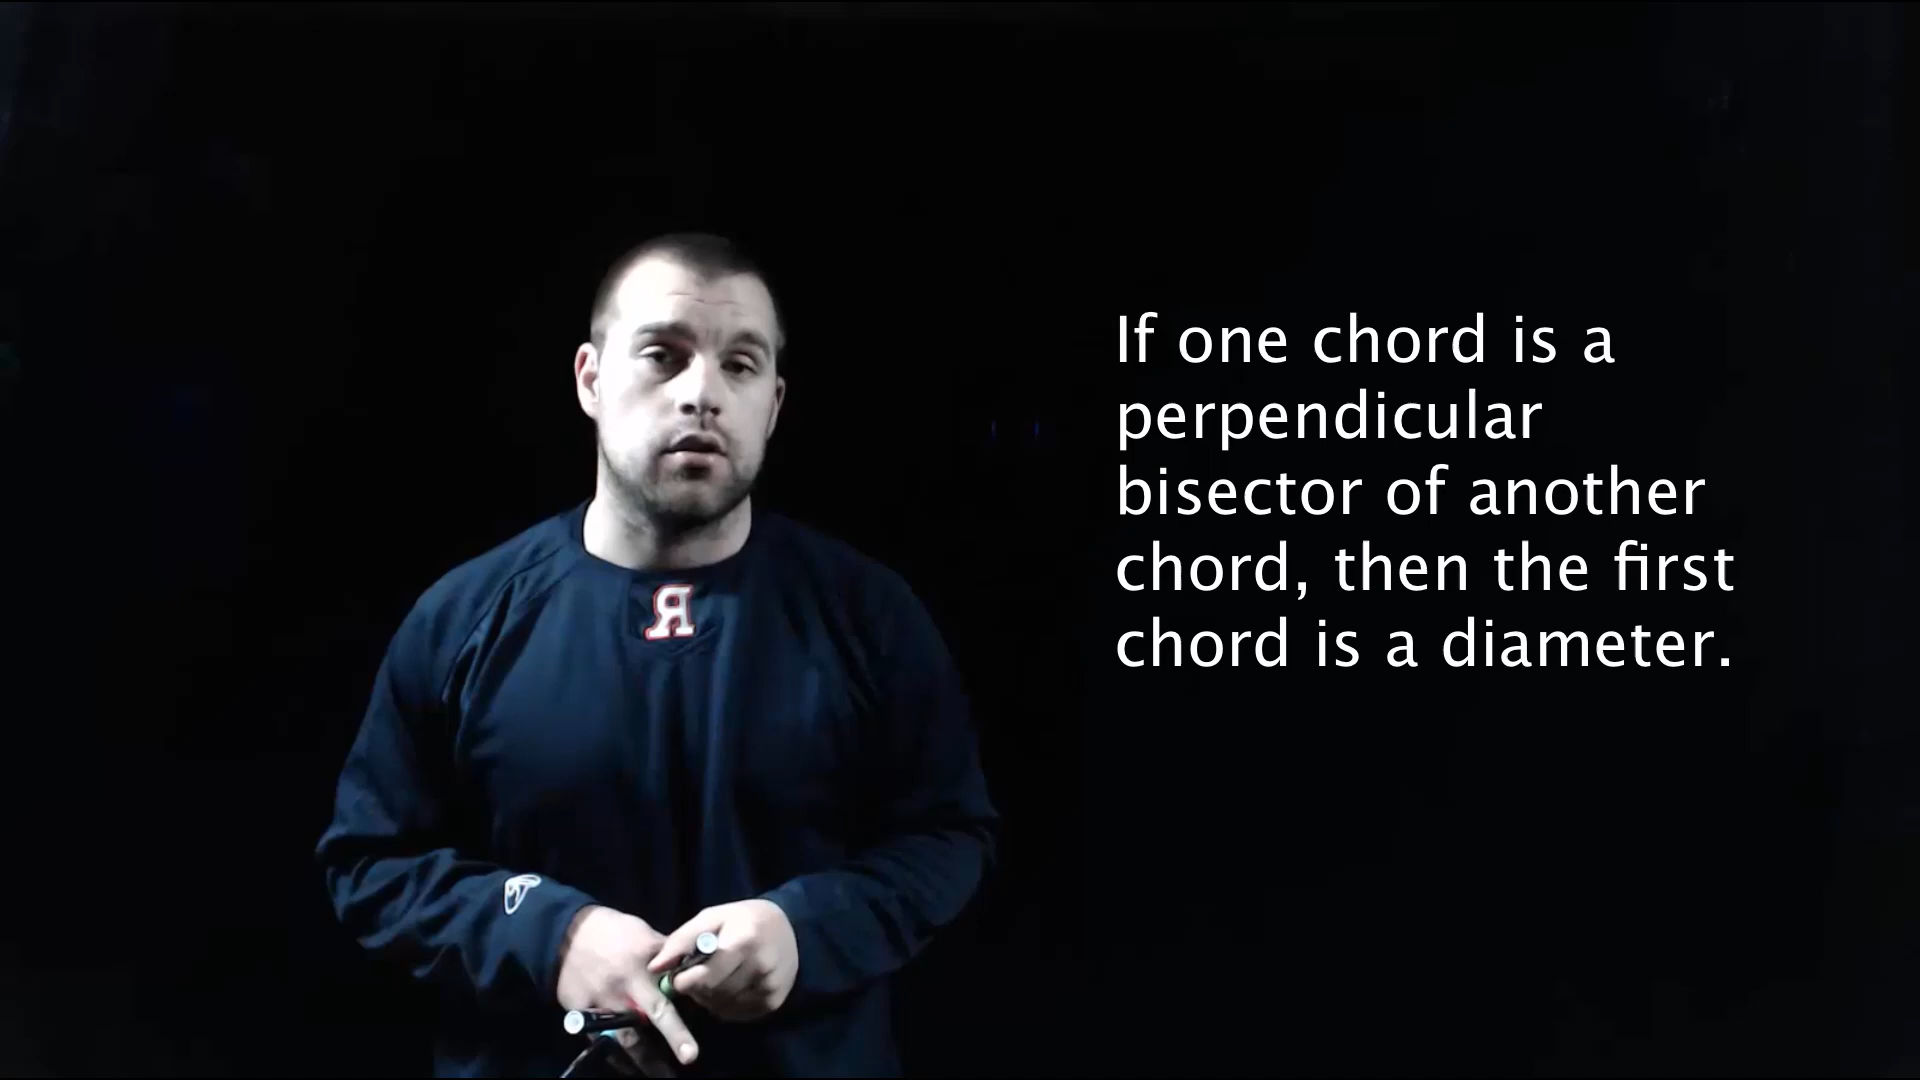 If one chord is a
perpendicular
bisector of another
chord, then the first
chord is a diameter.
R